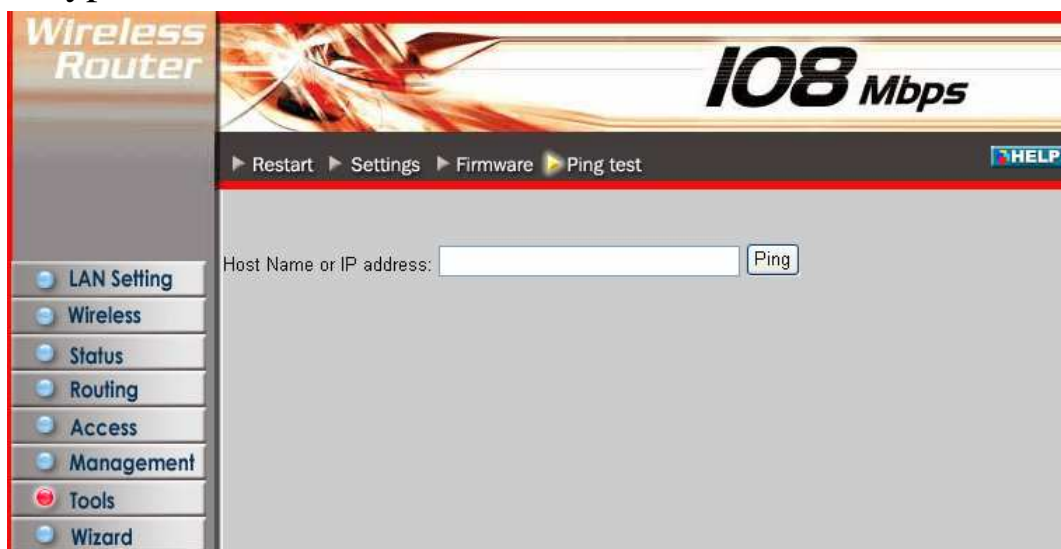 Wireless
Router
108 Mbps
Restart Settings Firmware Ping test HELP
Host Name or IP address: Ping
LAN Setting
Wireless
Status
Routing
Access
Management
Tools
Wizard